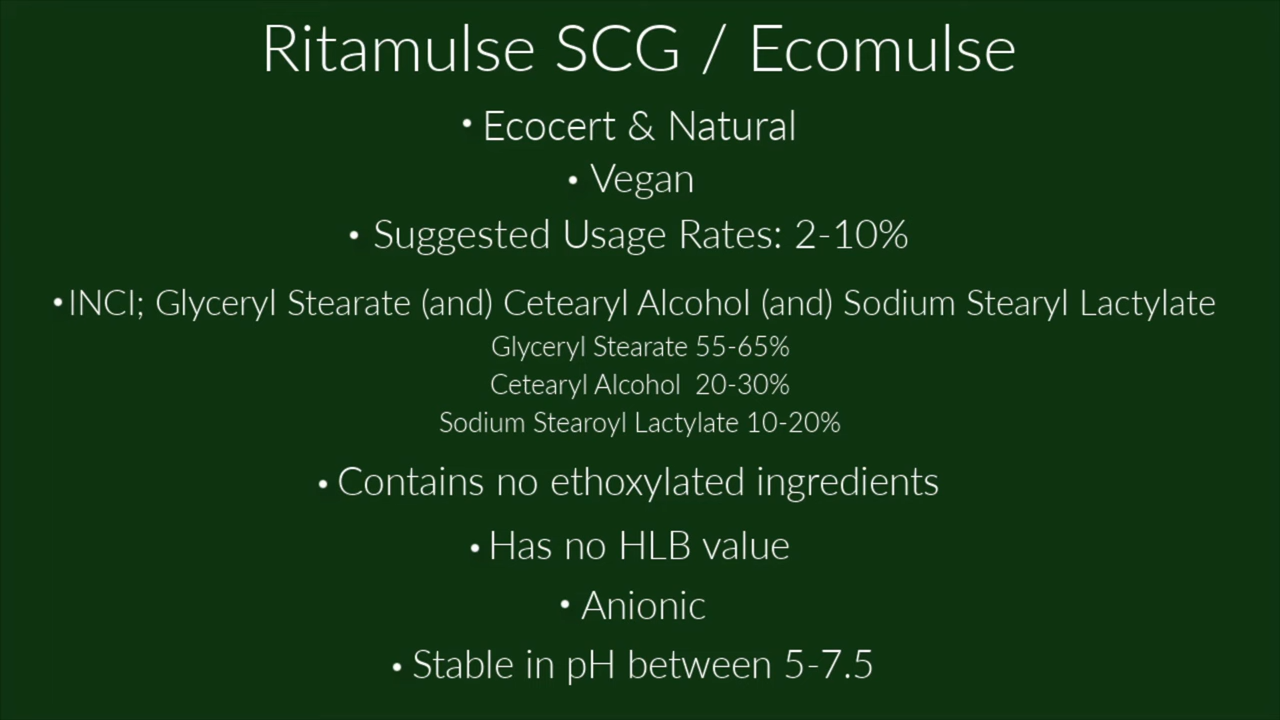 Ritamulse SCG / Ecomulse
• Ecocert & Natural
• Vegan
• Suggested Usage Rates: 2-10%
• INCI; Glyceryl Stearate (and) Cetearyl Alcohol (and) Sodium Stearyl Lactylate
Glyceryl Stearate 55-65%
Cetearyl Alcohol 20-30%
Sodium Stearoyl Lactylate 10-20%
• Contains no ethoxylated ingredients
• Has no HLB value
• Anionic
• Stable in pH between 5-7.5